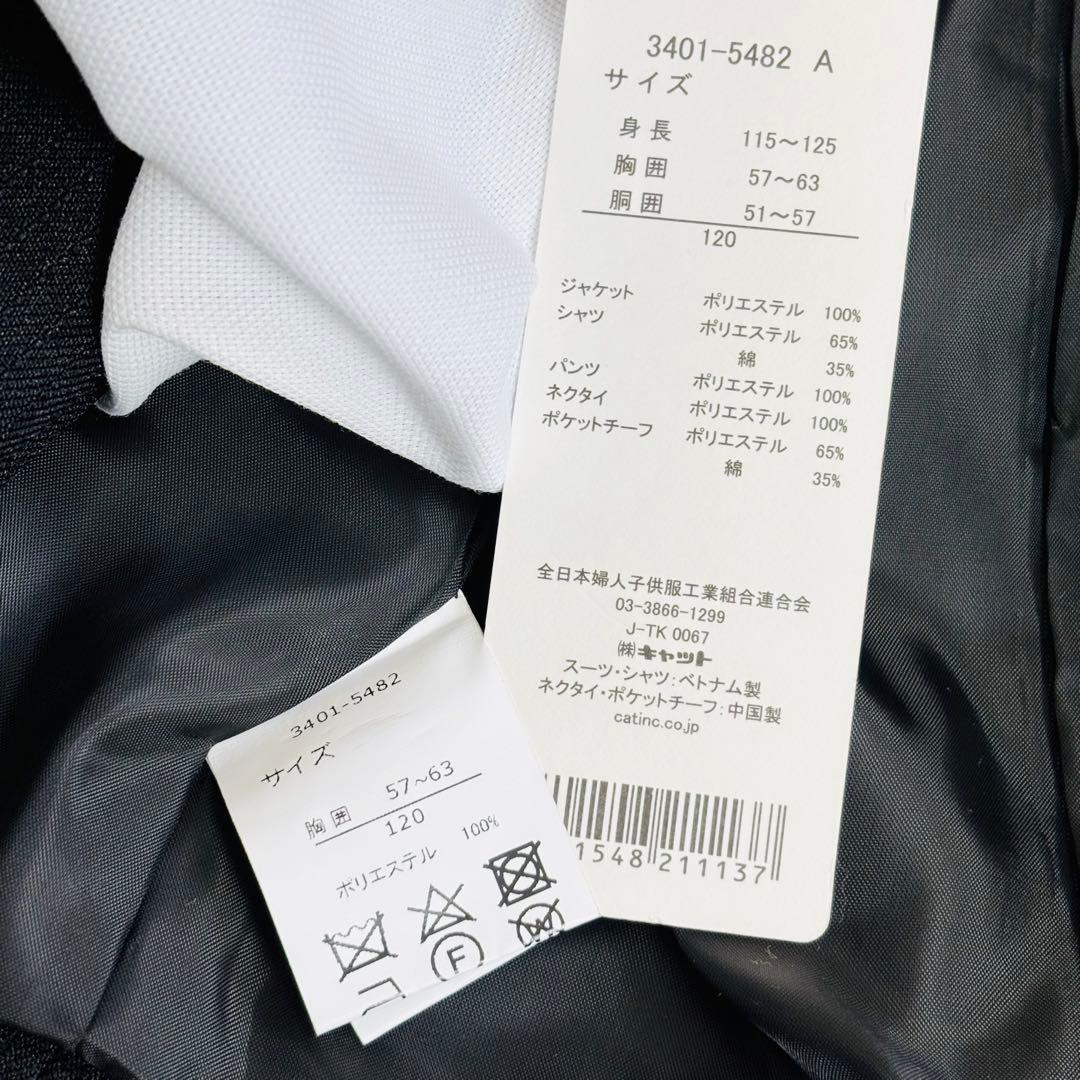 3401-5482 A
サイズ
身長 115～125
胸囲 57～63
胴囲 51～57
120
ジャケット ポリエステル 100%
シャツ ポリエステル 65%
綿 35%
パンツ ポリエステル 100%
ネクタイ ポリエステル 100%
ポケットチーフ ポリエステル 65%
綿 35%
全日本婦人子供服工業組合連合会
03-3866-1299
J-TK 0067
㈱キャット
スーツ・シャツ:ベトナム製
ネクタイ・ポケットチーフ:中国製
catinc.co.jp
1548 211137
3401-5482
サイズ
胸囲 57~63
120
ポリエステル 100%
F
W